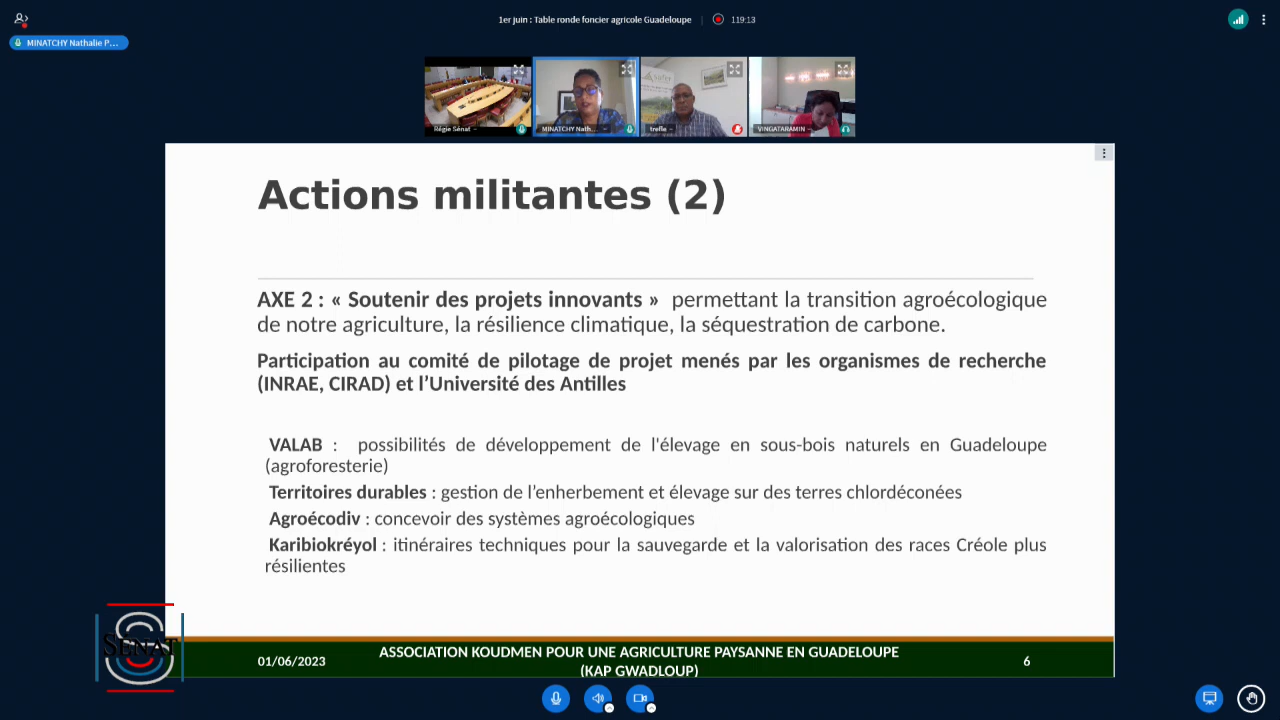 1er juin : Table ronde foncier agricole Guadeloupe
119:13
MINATCHY Nathalie P...
Régie Sénat
MINATCHY Nath...
trefle
VINGATARAMIN
Actions militantes (2)
AXE 2 : « Soutenir des projets innovants » permettant la transition agroécologique
de notre agriculture, la résilience climatique, la séquestration de carbone.
Participation au comité de pilotage de projet menés par les organismes de recherche
(INRAE, CIRAD) et l’Université des Antilles
VALAB : possibilités de développement de l'élevage en sous-bois naturels en Guadeloupe
(agroforesterie)
Territoires durables : gestion de l’enherbement et élevage sur des terres chlordéconées
Agroécodiv : concevoir des systèmes agroécologiques
Karibiokréyol : itinéraires techniques pour la sauvegarde et la valorisation des races Créole plus
résilientes
SÉNAT
01/06/2023
ASSOCIATION KOUDMEN POUR UNE AGRICULTURE PAYSANNE EN GUADELOUPE
(KAP GWADLOUP)
6